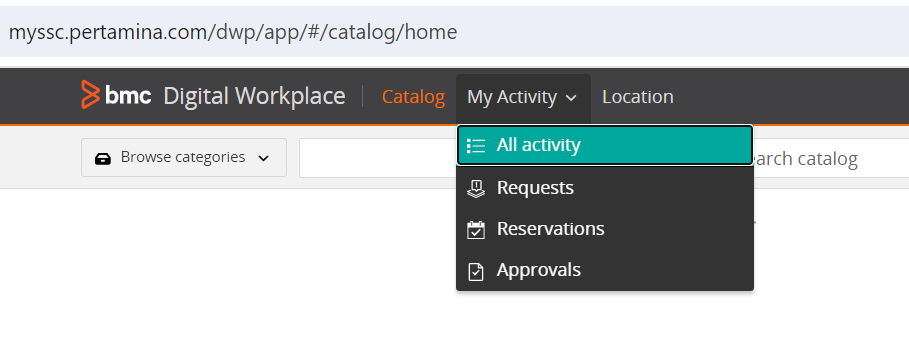 myssc.pertamina.com/dwp/app/#/catalog/home
bmc Digital Workplace Catalog My Activity Location
Browse categories
All activity
arch catalog
Requests
Reservations
Approvals